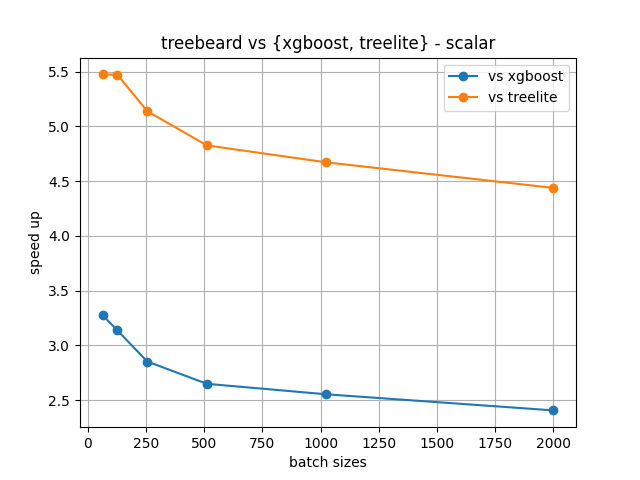 treebeard vs {xgboost, treelite} - scalar
vs xgboost
vs treelite
speed up
5.5
5.0
4.5
4.0
3.5
3.0
2.5
0 250 500 750 1000 1250 1500 1750 2000
batch sizes